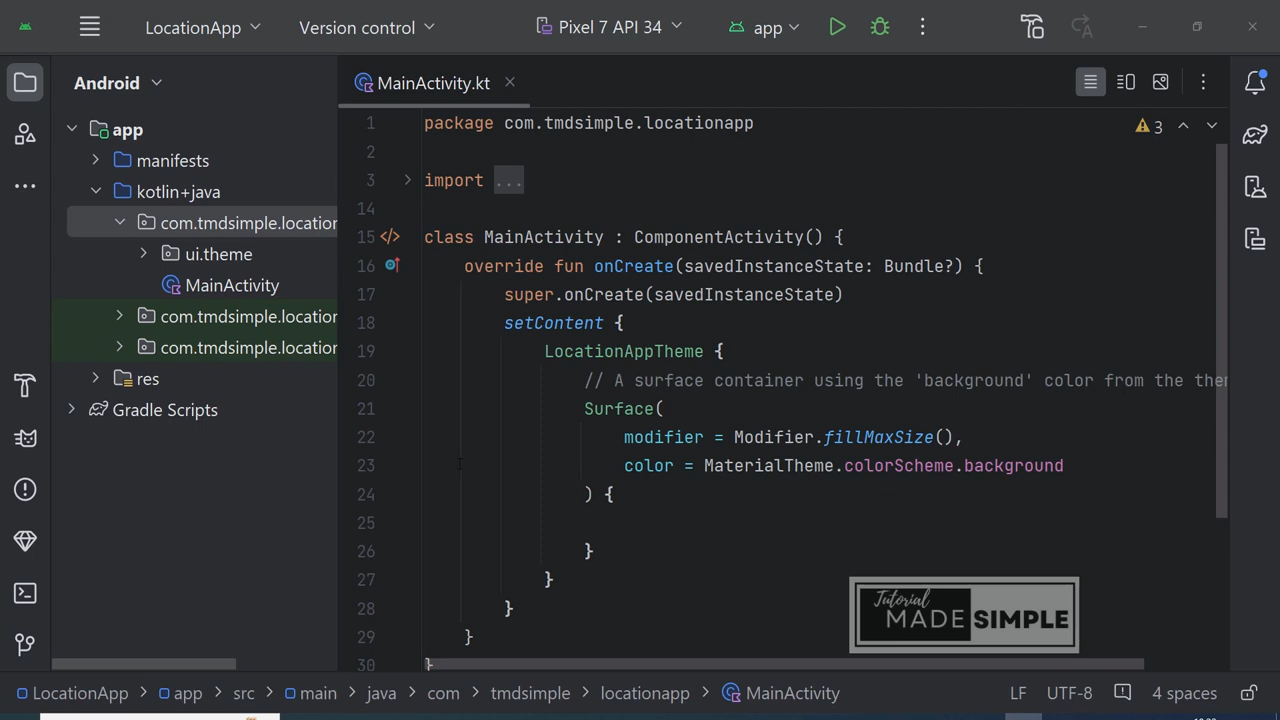 LocationApp
Version control
Pixel 7 API 34
app
Android
MainActivity.kt
app
manifests
kotlin+java
com.tmdsimple.location
ui.theme
MainActivity
com.tmdsimple.location
com.tmdsimple.location
res
Gradle Scripts
3
1 package com.tmdsimple.locationapp
2
3 import ...
14
15 class MainActivity : ComponentActivity() {
16 override fun onCreate(savedInstanceState: Bundle?) {
17 super.onCreate(savedInstanceState)
18 setContent {
19 LocationAppTheme {
20 // A surface container using the 'background' color from the
21 Surface(
22 modifier = Modifier.fillMaxSize(),
23 color = MaterialTheme.colorScheme.background
24 ) {
25
26 }
27 }
28 }
29 }
30 }
Tutorial
MADE SIMPLE
LocationApp > app > src > main > java > com > tmdsimple > locationapp > MainActivity
LF UTF-8 4 spaces